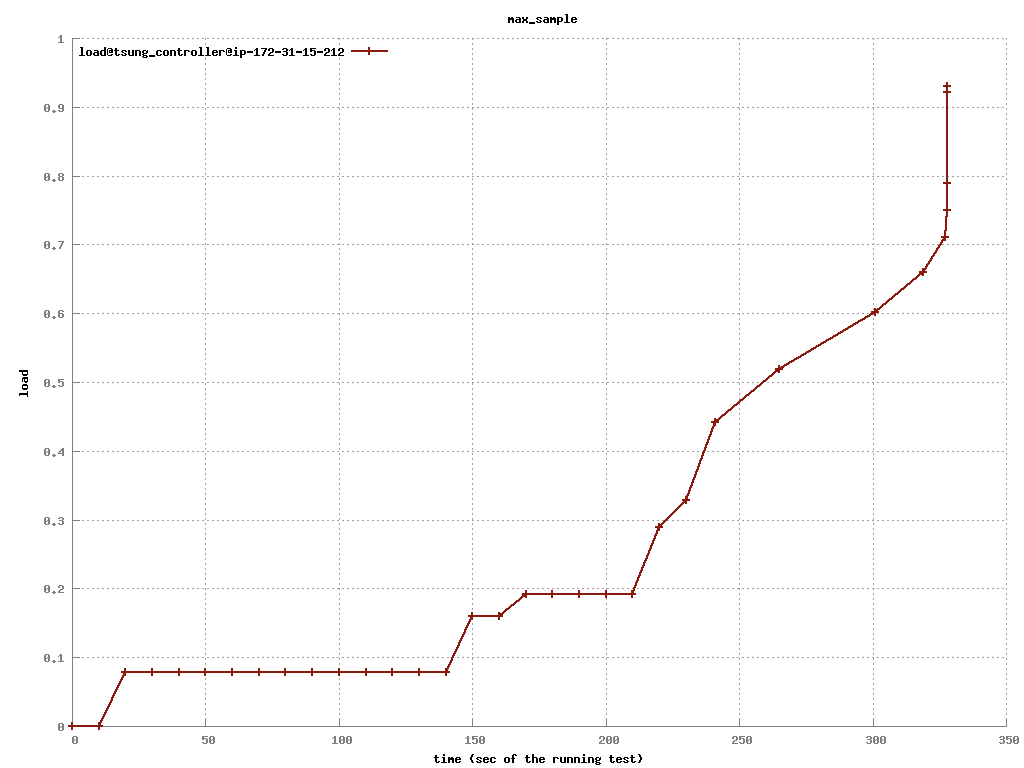 max_sample
load@tsung_controller@ip-172-31-15-212
1
0.9
0.8
0.7
0.6
0.5
0.4
0.3
0.2
0.1
0
load
0 50 100 150 200 250 300 350
time (sec of the running test)